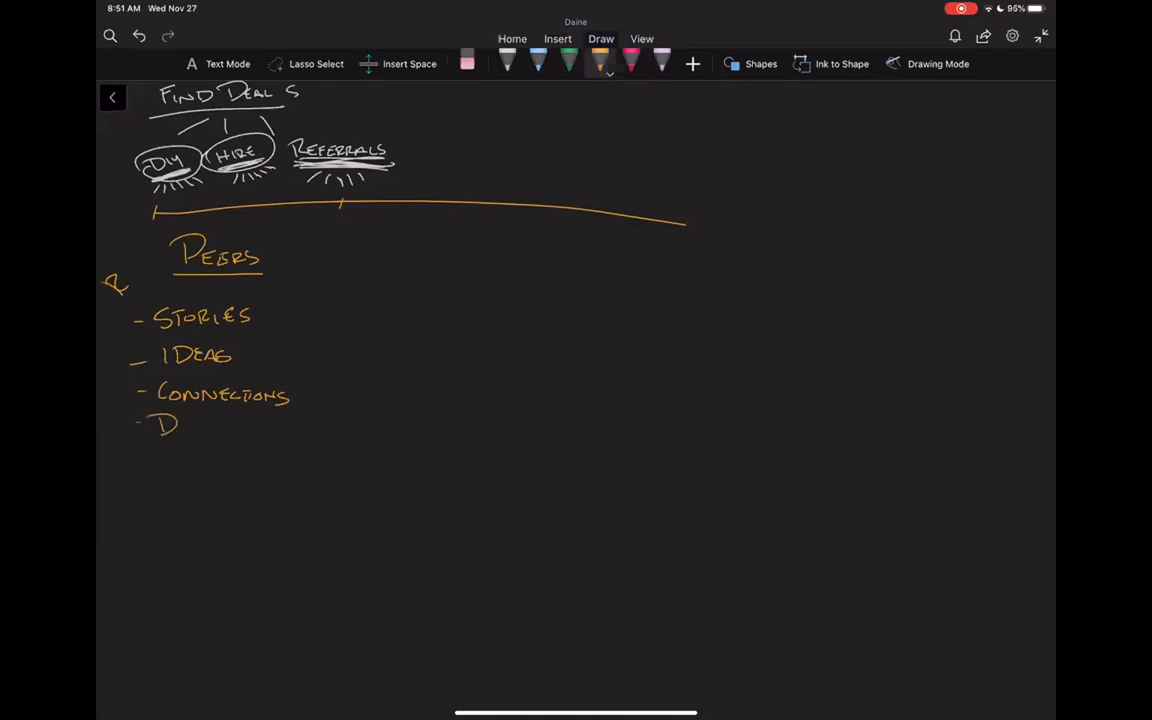 8:51 AM Wed Nov 27
95%
Daine
Home Insert Draw View
Text Mode Lasso Select Insert Space Shapes Ink to Shape Drawing Mode
FIND DEALS
DIY HIRE REFERRALS
PEERS
- STORIES
- IDEAS
- CONNECTIONS
- D